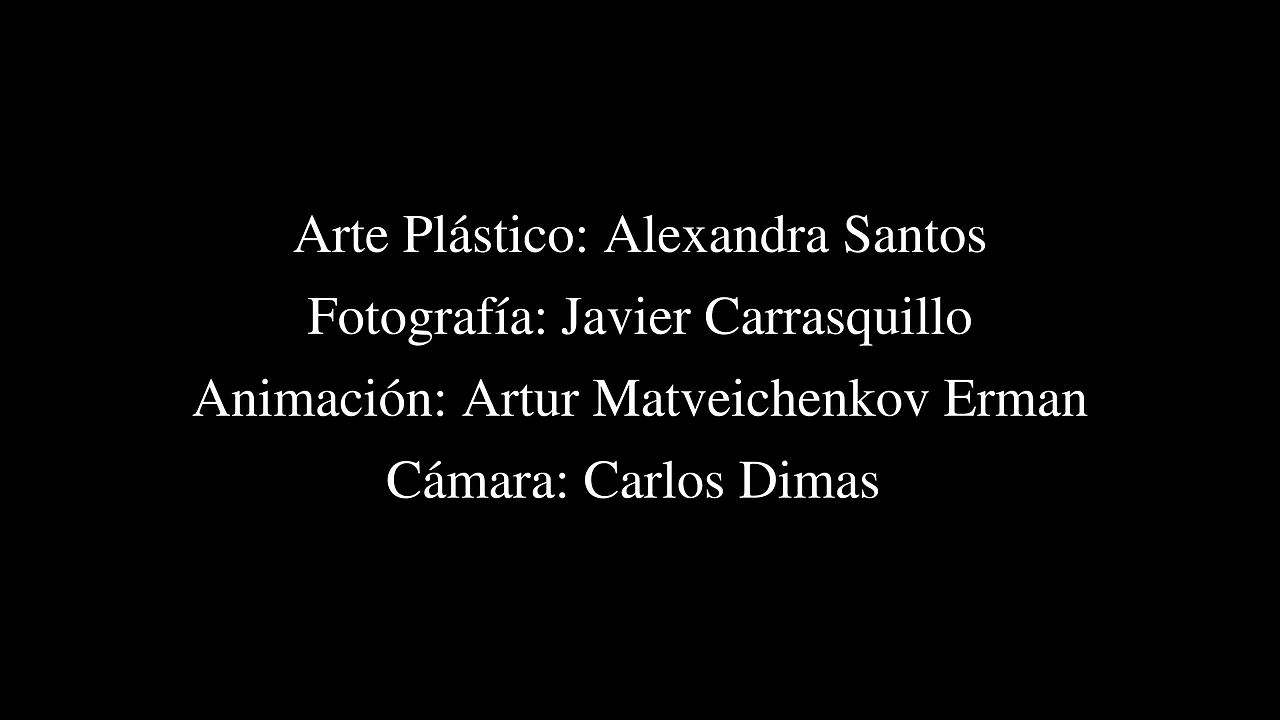 Arte Plástico: Alexandra Santos
Fotografía: Javier Carrasquillo
Animación: Artur Matveichenkov Erman
Cámara: Carlos Dimas